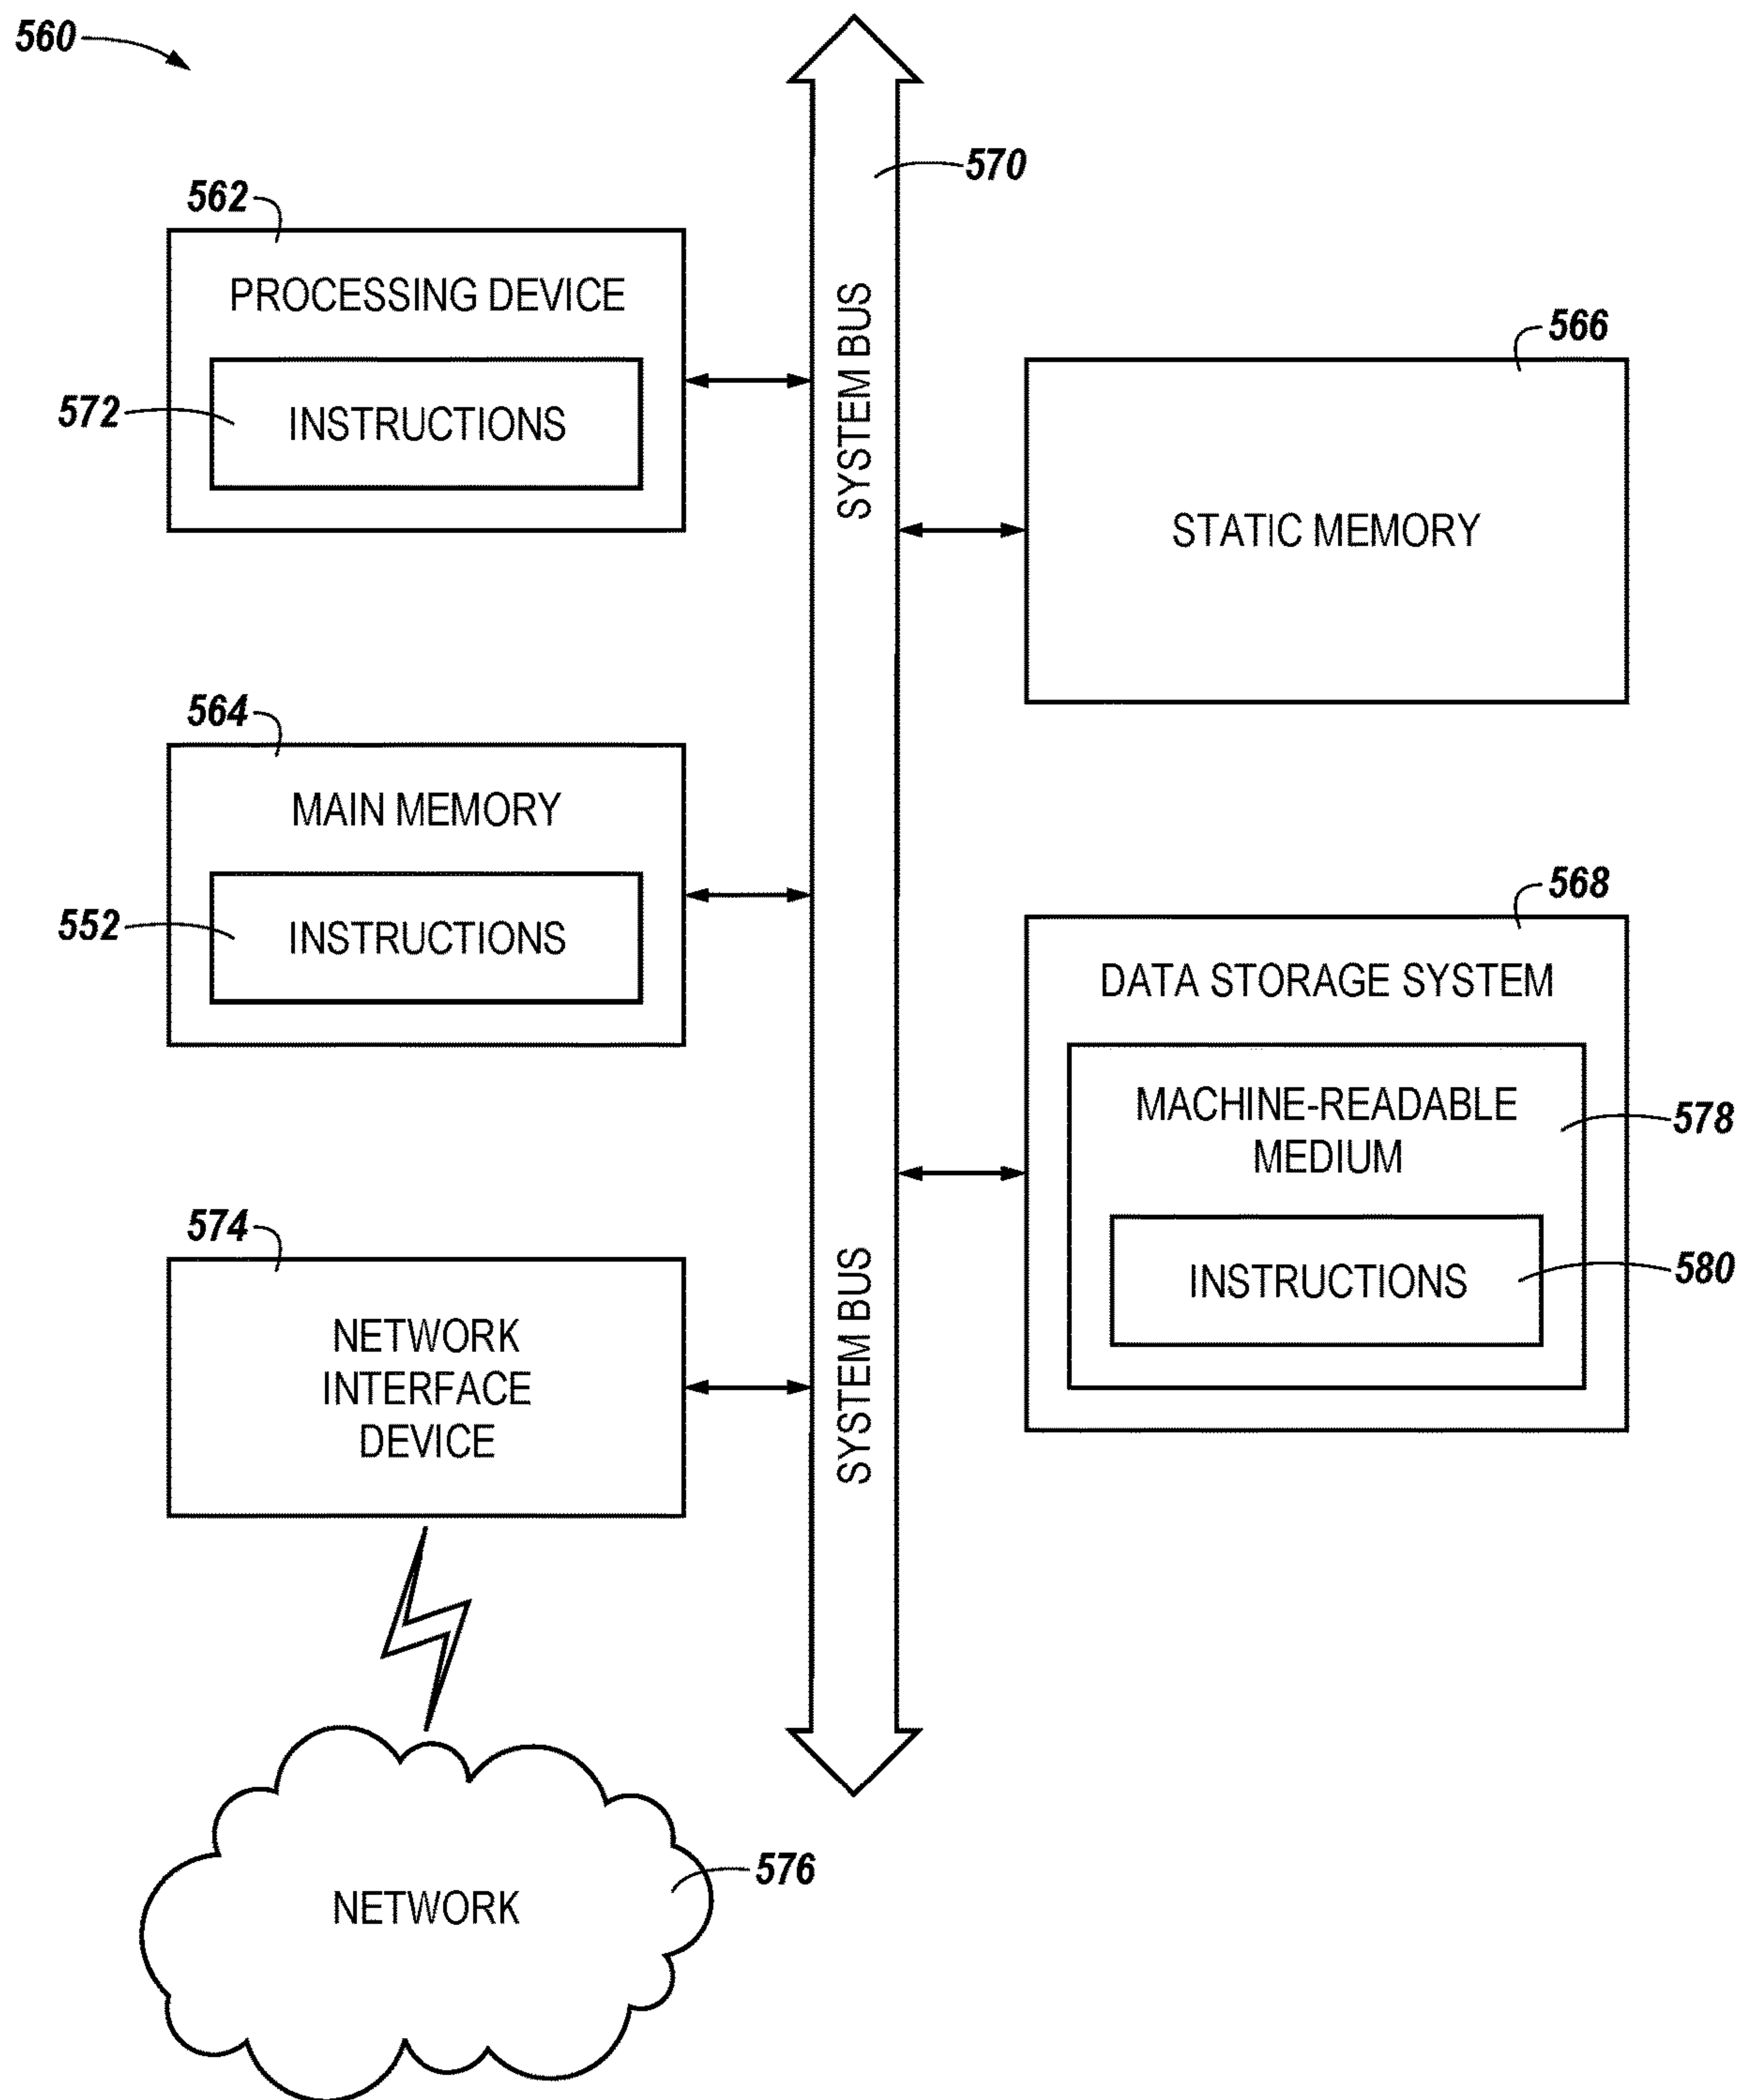 560
570
562
PROCESSING DEVICE
572
INSTRUCTIONS
SYSTEM BUS
566
STATIC MEMORY
564
MAIN MEMORY
552
INSTRUCTIONS
568
DATA STORAGE SYSTEM
MACHINE-READABLE
MEDIUM
578
INSTRUCTIONS
580
574
NETWORK
INTERFACE
DEVICE
SYSTEM BUS
576
NETWORK